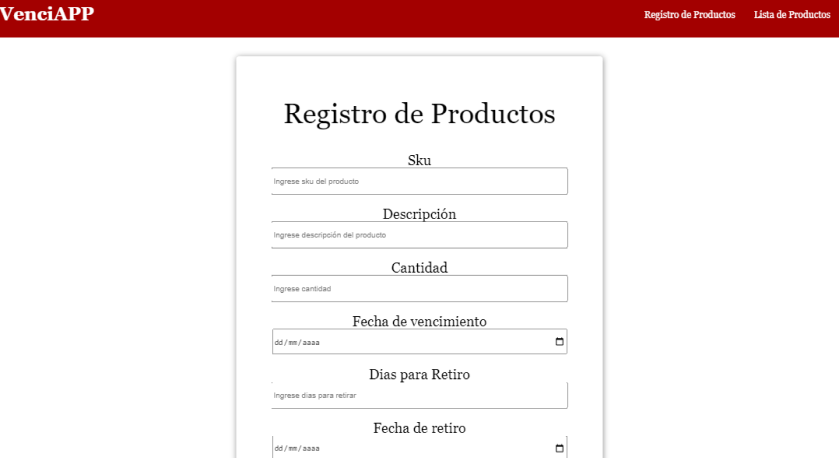 VenciAPP
Registro de Productos Lista de Productos
Registro de Productos
Sku
Ingrese sku del producto
Descripción
Ingrese descripción del producto
Cantidad
Ingrese cantidad
Fecha de vencimiento
dd/mm/aaaa
Dias para Retiro
Ingrese dias para retirar
Fecha de retiro
dd/mm/aaaa